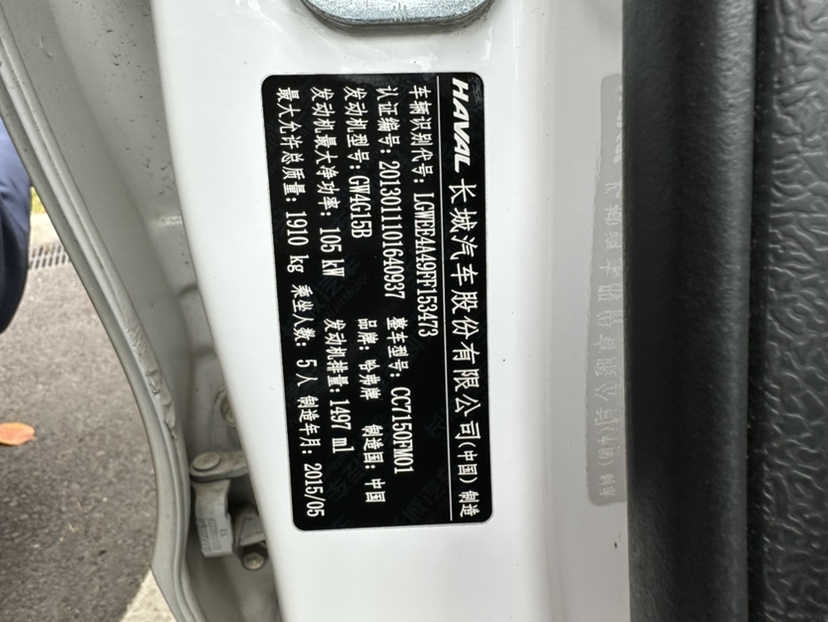 HAVAL 长城汽车股份有限公司(中国) 制造
车辆识别代号: LGWEE4A49FF153473
认证编号: 2013011101640937 整车型号: CC7150FM01
发动机型号: GW4G15B 品牌: 哈弗牌 制造国: 中国
发动机最大净功率: 105 kW 发动机排量: 1497 ml
最大允许总质量: 1910 kg 乘坐人数: 5人 制造年月: 2015/05